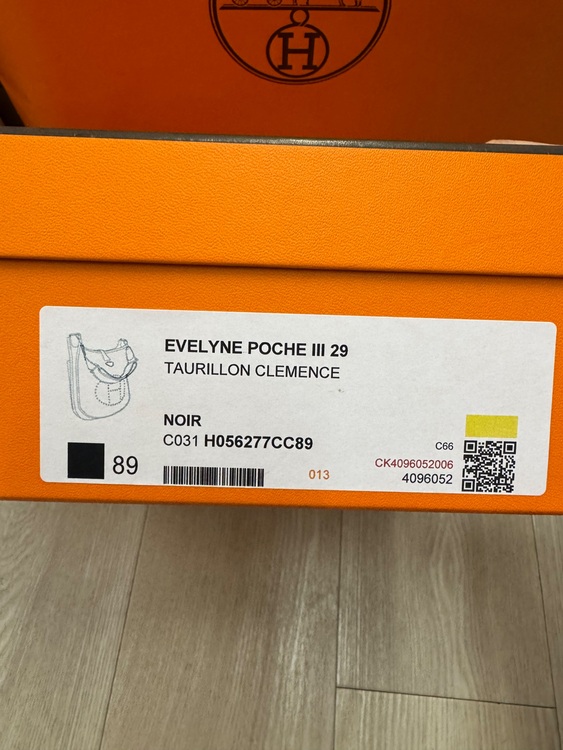 H
EVELYNE POCHE III 29
TAURILLON CLEMENCE
NOIR
C031 H056277CC89
89
013
C66
CK4096052006
4096052